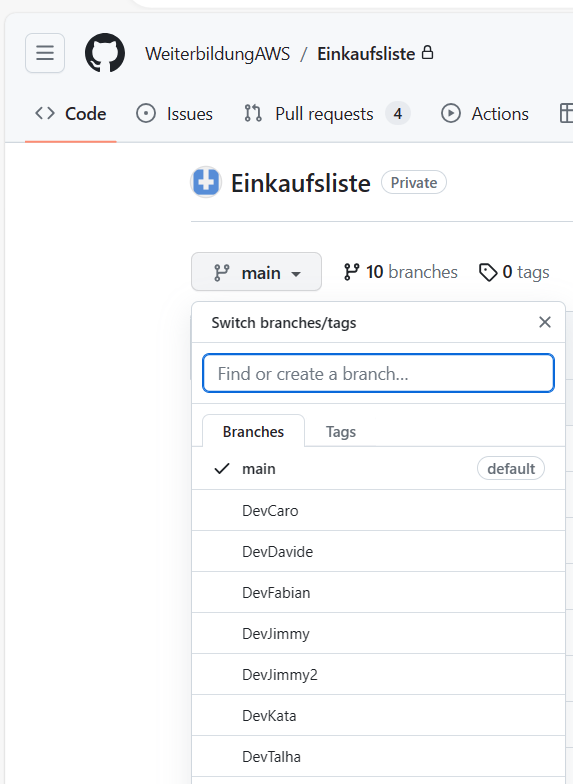 WeiterbildungAWS / Einkaufsliste
Code Issues Pull requests 4 Actions
Einkaufsliste Private
main 10 branches 0 tags
Switch branches/tags
Find or create a branch...
Branches Tags
main default
DevCaro
DevDavide
DevFabian
DevJimmy
DevJimmy2
DevKata
DevTalha